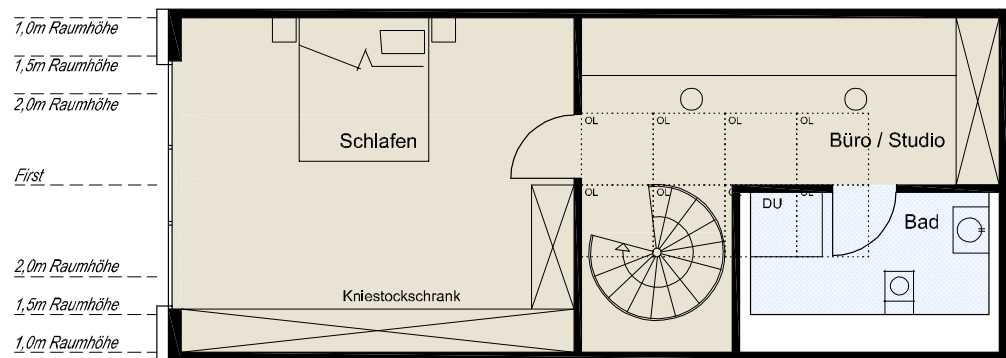 1,0m Raumhöhe
1,5m Raumhöhe
2,0m Raumhöhe
First
2,0m Raumhöhe
1,5m Raumhöhe
1,0m Raumhöhe
Schlafen
Kniestockschrank
OL OL OL OL
Büro / Studio
OL OL OL OL
DU
Bad